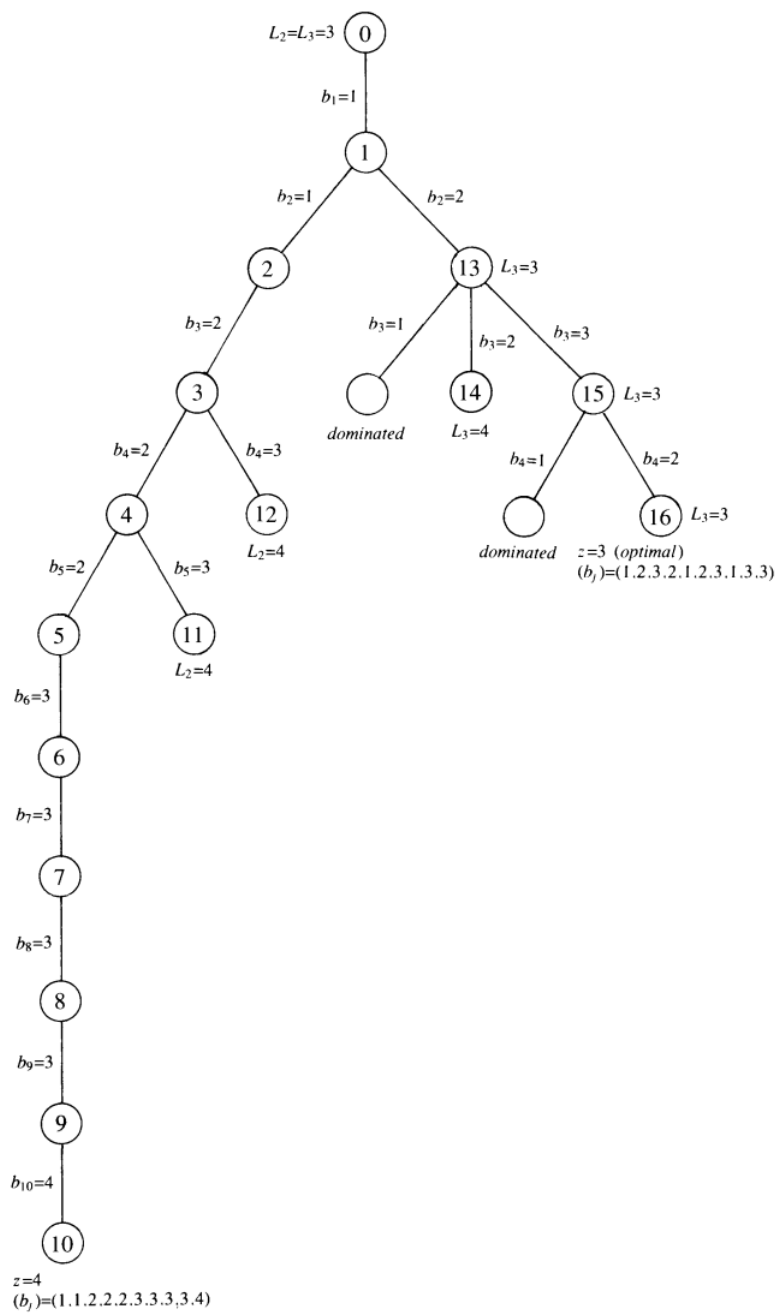 L₂=L₃=3 0
b₁=1
1
b₂=1 b₂=2
2 13 L₃=3
b₃=2 b₃=1 b₃=2 b₃=3
3 14 15 L₃=3
dominated L₃=4
b₄=2 b₄=3 b₄=1 b₄=2
4 12 16 L₃=3
L₂=4 dominated z=3 (optimal)
b₅=2 b₅=3 (bⱼ)=(1.2.3.2.1.2.3.1.3.3)
5 11
L₂=4
b₆=3
6
b₇=3
7
b₈=3
8
b₉=3
9
b₁₀=4
10
z=4
(bⱼ)=(1.1.2.2.2.3.3.3,3.4)